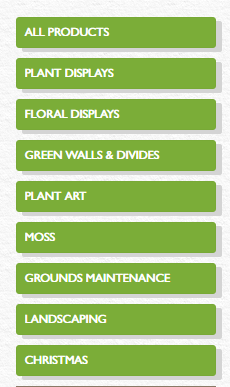 ALL PRODUCTS
PLANT DISPLAYS
FLORAL DISPLAYS
GREEN WALLS & DIVIDES
PLANT ART
MOSS
GROUNDS MAINTENANCE
LANDSCAPING
CHRISTMAS